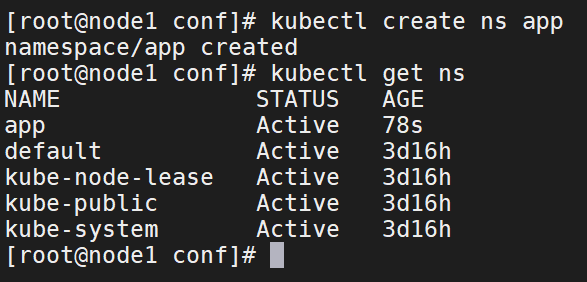 [root@node1 conf]# kubectl create ns app
namespace/app created
[root@node1 conf]# kubectl get ns
NAME              STATUS   AGE
app               Active   78s
default           Active   3d16h
kube-node-lease   Active   3d16h
kube-public       Active   3d16h
kube-system       Active   3d16h
[root@node1 conf]#